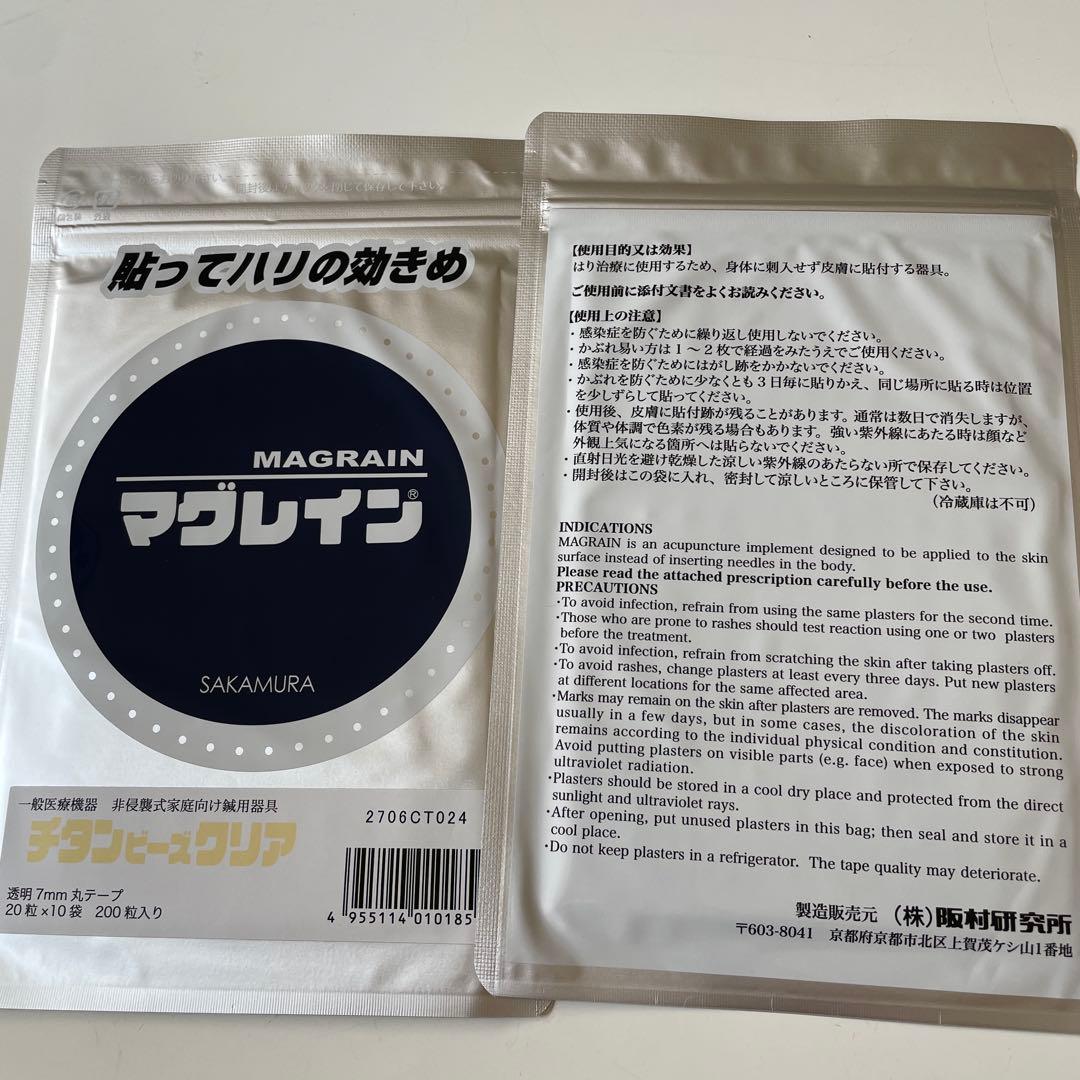 開封後はチャックを閉じて保存して下さい。
貼ってハリの効きめ
MAGRAIN
マグレイン®
SAKAMURA
一般医療機器 非侵襲式家庭向け鍼用器具
2706CT024
チタンビーズクリア
透明7mm丸テープ
20粒×10袋 200粒入り
4 955114 010185
【使用目的又は効果】
はり治療に使用するため、身体に刺入せず皮膚に貼付する器具。
ご使用前に添付文書をよくお読みください。
【使用上の注意】
・感染症を防ぐために繰り返し使用しないでください。
・かぶれ易い方は1〜2枚で経過をみたうえでご使用ください。
・感染症を防ぐためにはがし跡をかかないでください。
・かぶれを防ぐために少なくとも3日毎に貼りかえ、同じ場所に貼る時は位置
を少しずらして貼ってください。
・使用後、皮膚に貼付跡が残ることがあります。通常は数日で消失しますが、
体質や体調で色素が残る場合もあります。強い紫外線にあたる時は顔など
外観上気になる箇所へは貼らないでください。
・直射日光を避け乾燥した涼しい紫外線のあたらない所で保存してください。
・開封後はこの袋に入れ、密封して涼しいところに保管して下さい。
（冷蔵庫は不可）
INDICATIONS
MAGRAIN is an acupuncture implement designed to be applied to the skin
surface instead of inserting needles in the body.
Please read the attached prescription carefully before the use.
PRECAUTIONS
・To avoid infection, refrain from using the same plasters for the second time.
・Those who are prone to rashes should test reaction using one or two plasters
before the treatment.
・To avoid infection, refrain from scratching the skin after taking plasters off.
・To avoid rashes, change plasters at least every three days. Put new plasters
at different locations for the same affected area.
・Marks may remain on the skin after plasters are removed. The marks disappear
usually in a few days, but in some cases, the discoloration of the skin
remains according to the individual physical condition and constitution.
Avoid putting plasters on visible parts (e.g. face) when exposed to strong
ultraviolet radiation.
・Plasters should be stored in a cool dry place and protected from the direct
sunlight and ultraviolet rays.
・After opening, put unused plasters in this bag; then seal and store it in a
cool place.
・Do not keep plasters in a refrigerator. The tape quality may deteriorate.
製造販売元 （株）阪村研究所
〒603-8041 京都府京都市北区上賀茂ケシ山1番地